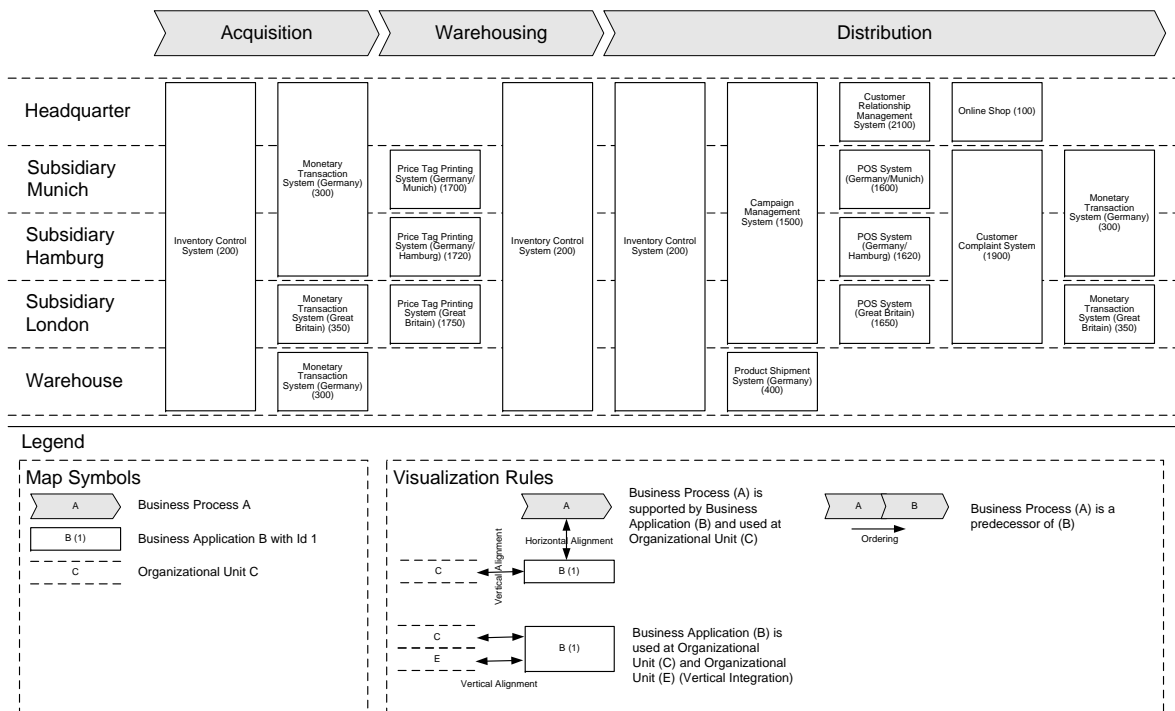 Acquisition
Warehousing
Distribution
Headquarter
Subsidiary
Munich
Subsidiary
Hamburg
Subsidiary
London
Warehouse
Inventory Control
System (200)
Monetary
Transaction
System (Germany)
(300)
Monetary
Transaction
System (Great
Britain) (350)
Monetary
Transaction
System (Germany)
(300)
Price Tag Printing
System (Germany/
Munich) (1700)
Price Tag Printing
System (Germany/
Hamburg) (1720)
Price Tag Printing
System (Great
Britain) (1750)
Inventory Control
System (200)
Inventory Control
System (200)
Campaign
Management
System (1500)
Product Shipment
System (Germany)
(400)
Customer
Relationship
Management
System (2100)
POS System
(Germany/Munich)
(1600)
POS System
(Germany/
Hamburg) (1620)
POS System
(Great Britain)
(1650)
Online Shop (100)
Customer
Complaint System
(1900)
Monetary
Transaction
System (Germany)
(300)
Monetary
Transaction
System (Great
Britain) (350)
Legend
Map Symbols
A
Business Process A
B (1)
Business Application B with Id 1
C
Organizational Unit C
Visualization Rules
A
Horizontal Alignment
Vertical Alignment
C
B (1)
Business Process (A) is
supported by Business
Application (B) and used at
Organizational Unit (C)
C
E
B (1)
Vertical Alignment
Business Application (B) is
used at Organizational
Unit (C) and Organizational
Unit (E) (Vertical Integration)
A
B
Ordering
Business Process (A) is a
predecessor of (B)